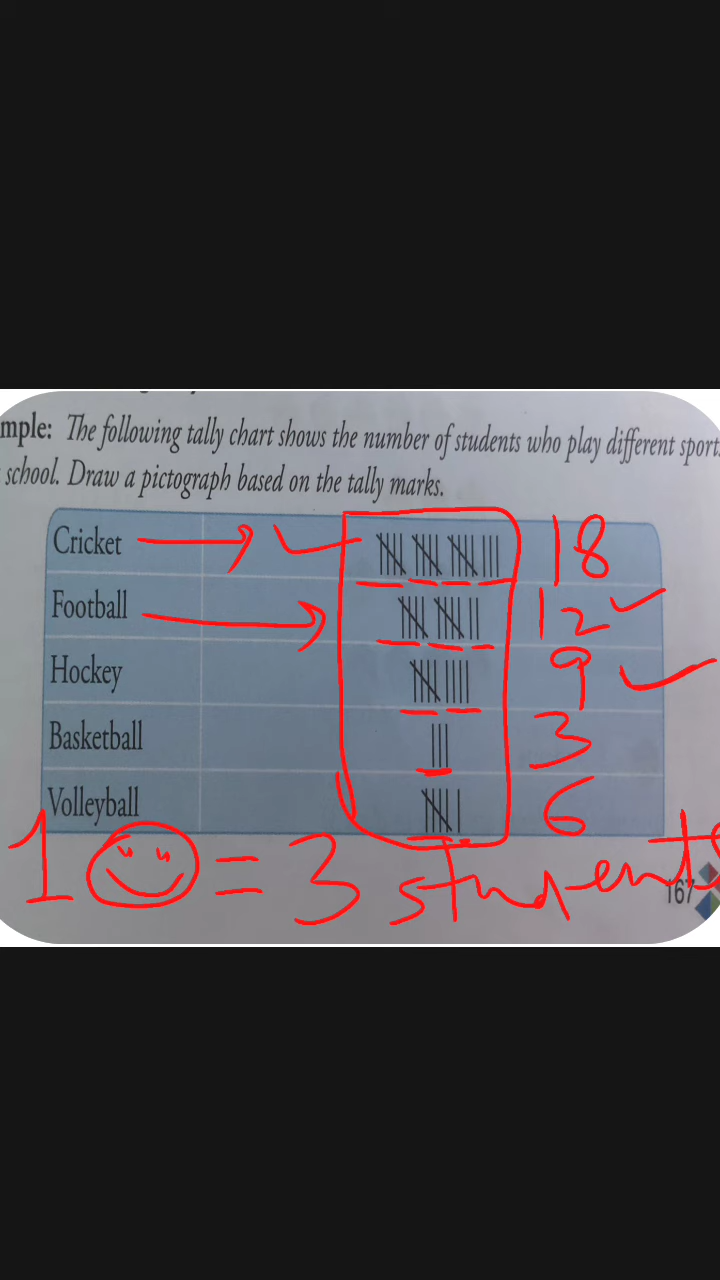 mple: The following tally chart shows the number of students who play different sport
school. Draw a pictograph based on the tally marks.
Cricket 18
Football 12
Hockey 9
Basketball 3
Volleyball 6
1 = 3 students
167